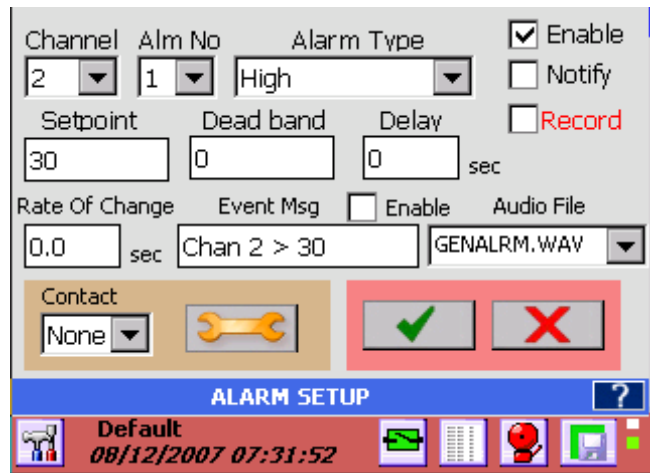 Channel Alm No Alarm Type Enable
2 1 High Notify
Setpoint Dead band Delay Record
30 0 0 sec
Rate Of Change Event Msg Enable Audio File
0.0 sec Chan 2 > 30 GENALRM.WAV
Contact
None
ALARM SETUP ?
Default
08/12/2007 07:31:52